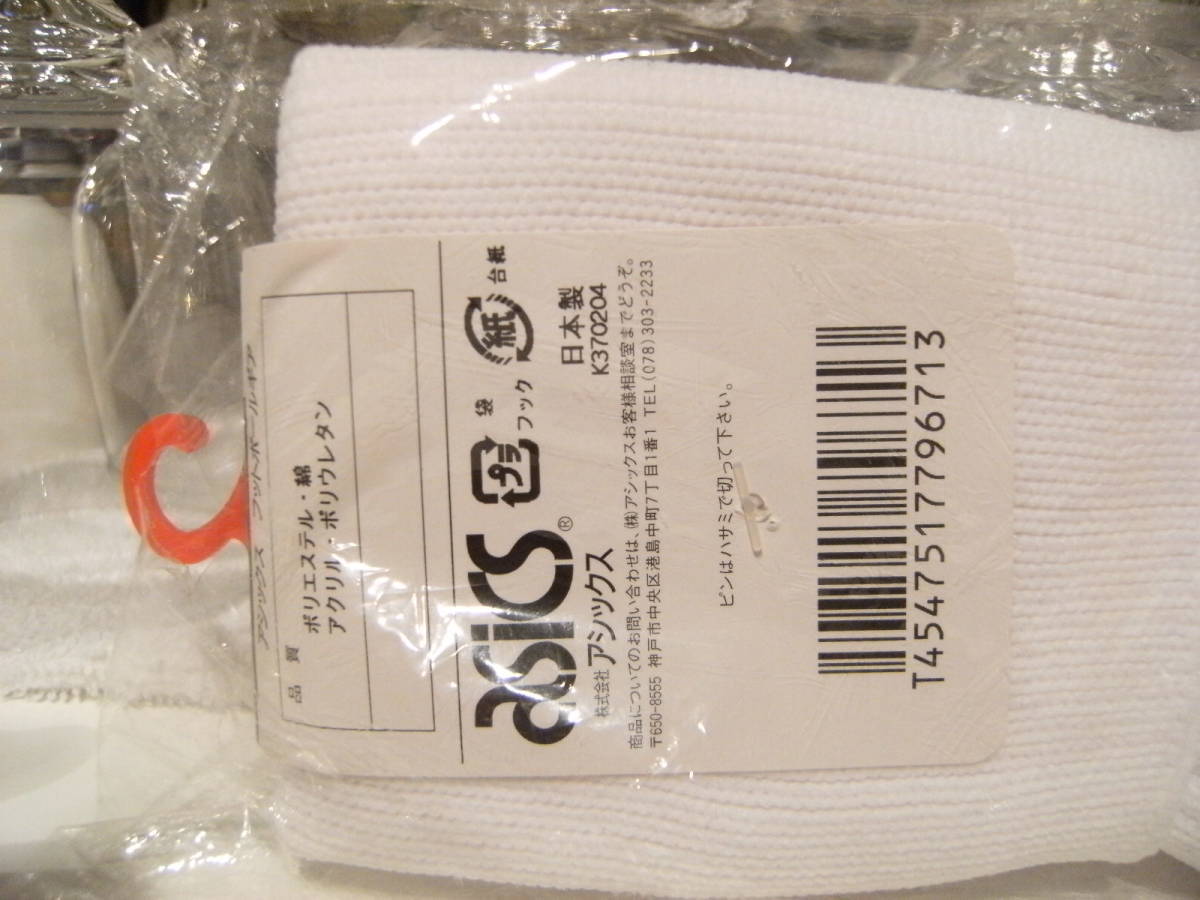 アシックス フットボールギア
品 質
ポリエステル・綿
アクリル・ポリウレタン
asics®
プラ
袋
フック
紙
台紙
株式会社アシックス
日本製
K370204
商品についてのお問い合わせは、(株)アシックスお客様相談室までどうぞ。
〒650-8555 神戸市中央区港島中町7丁目1番1 TEL(078)303-2233
ピンはハサミで切って下さい。
T4547517796713